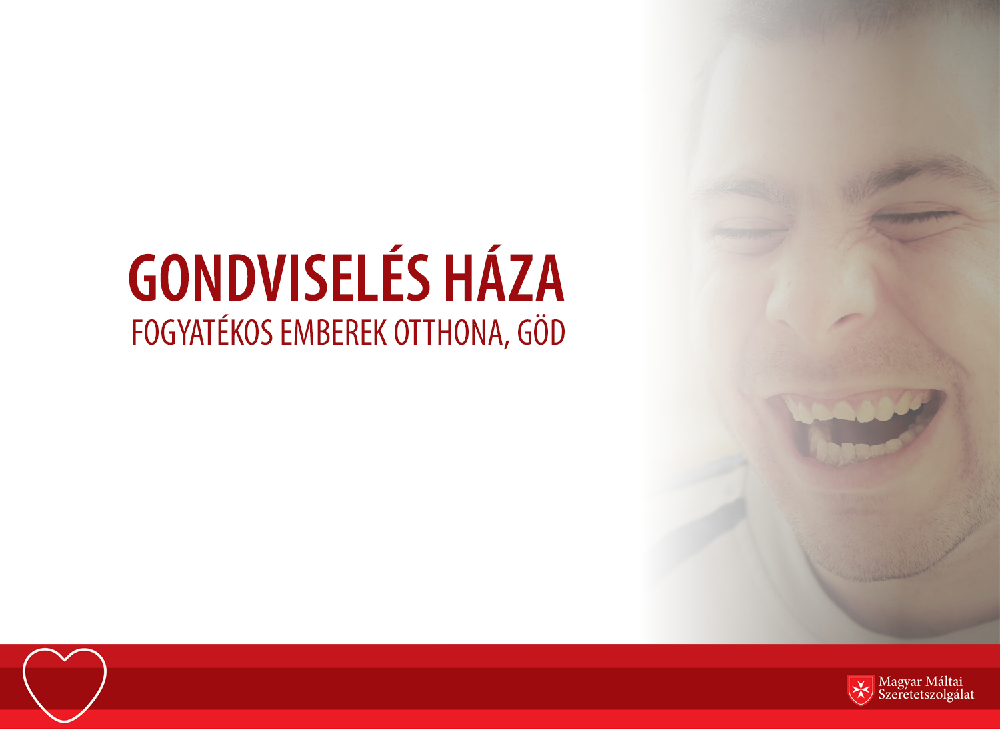 GONDVISELÉS HÁZA
FOGYATÉKOS EMBEREK OTTHONA, GÖD
Magyar Máltai
Szeretetszolgálat